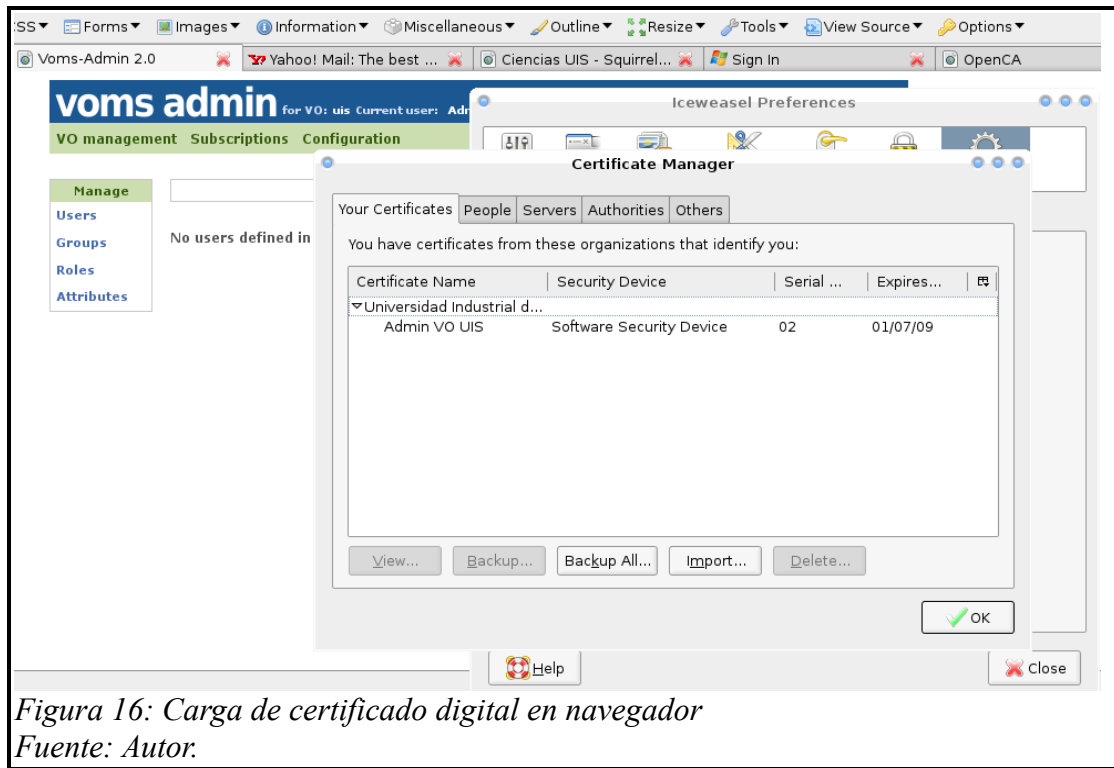 :SS▼ Forms▼ Images▼ Information▼ Miscellaneous▼ Outline▼ Resize▼ Tools▼ View Source▼ Options▼
Voms-Admin 2.0 Yahoo! Mail: The best ... Ciencias UIS - Squirrel... Sign In OpenCA
voms admin for VO: uis Current user: Adr
Iceweasel Preferences
VO management Subscriptions Configuration
Certificate Manager
Manage
Users
Groups
Roles
Attributes
No users defined in
Your Certificates People Servers Authorities Others
You have certificates from these organizations that identify you:
Certificate Name Security Device Serial ... Expires...
Universidad Industrial d...
Admin VO UIS Software Security Device 02 01/07/09
View... Backup... Backup All... Import... Delete...
OK
Help Close
Figura 16: Carga de certificado digital en navegador
Fuente: Autor.